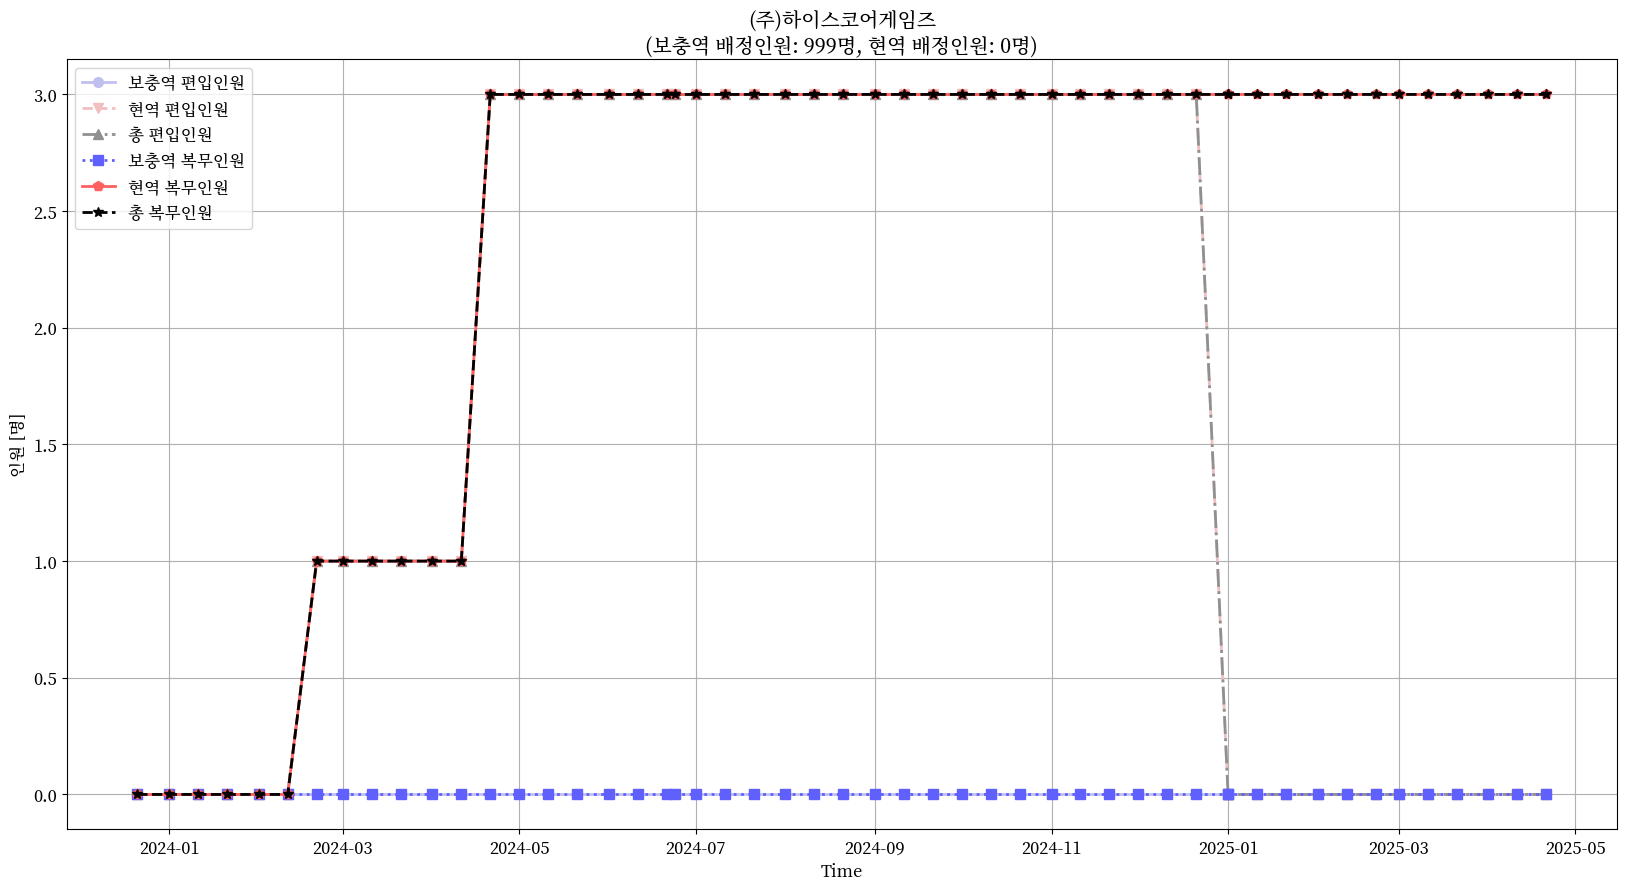 (주)하이스코어게임즈
(보충역 배정인원: 999명, 현역 배정인원: 0명)
보충역 편입인원
현역 편입인원
총 편입인원
보충역 복무인원
현역 복무인원
총 복무인원
3.0
2.5
2.0
1.5
1.0
0.5
0.0
인원 [명]
2024-01 2024-03 2024-05 2024-07 2024-09 2024-11 2025-01 2025-03 2025-05
Time